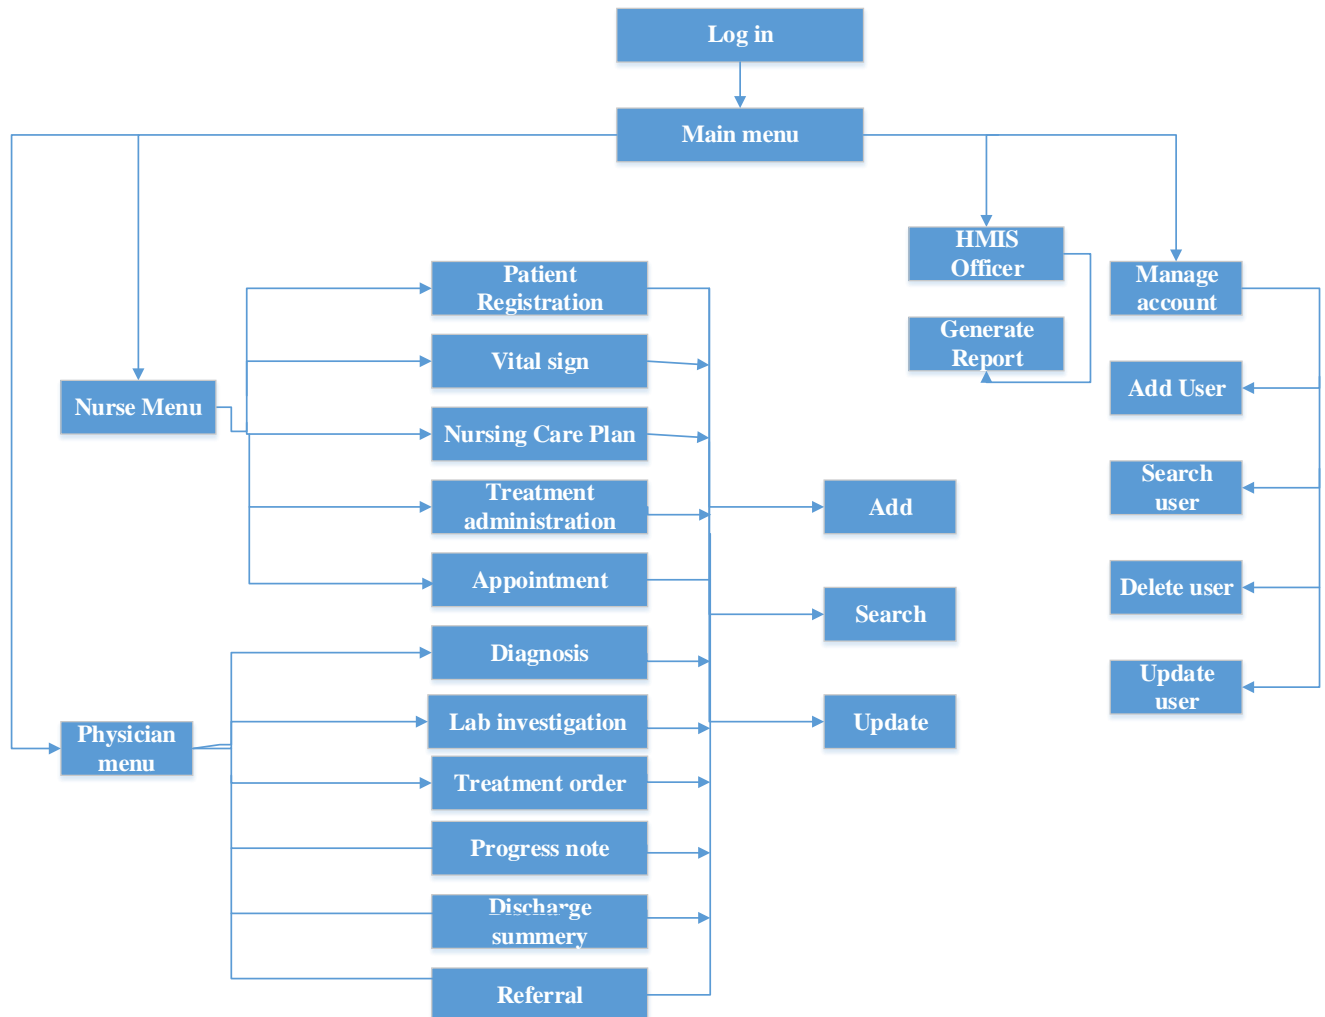 Log in
Main menu
HMIS
Officer
Generate
Report
Manage
account
Add User
Search
user
Delete user
Update
user
Nurse Menu
Patient
Registration
Vital sign
Nursing Care Plan
Treatment
administration
Appointment
Physician
menu
Diagnosis
Lab investigation
Treatment order
Progress note
Discharge
summery
Referral
Add
Search
Update